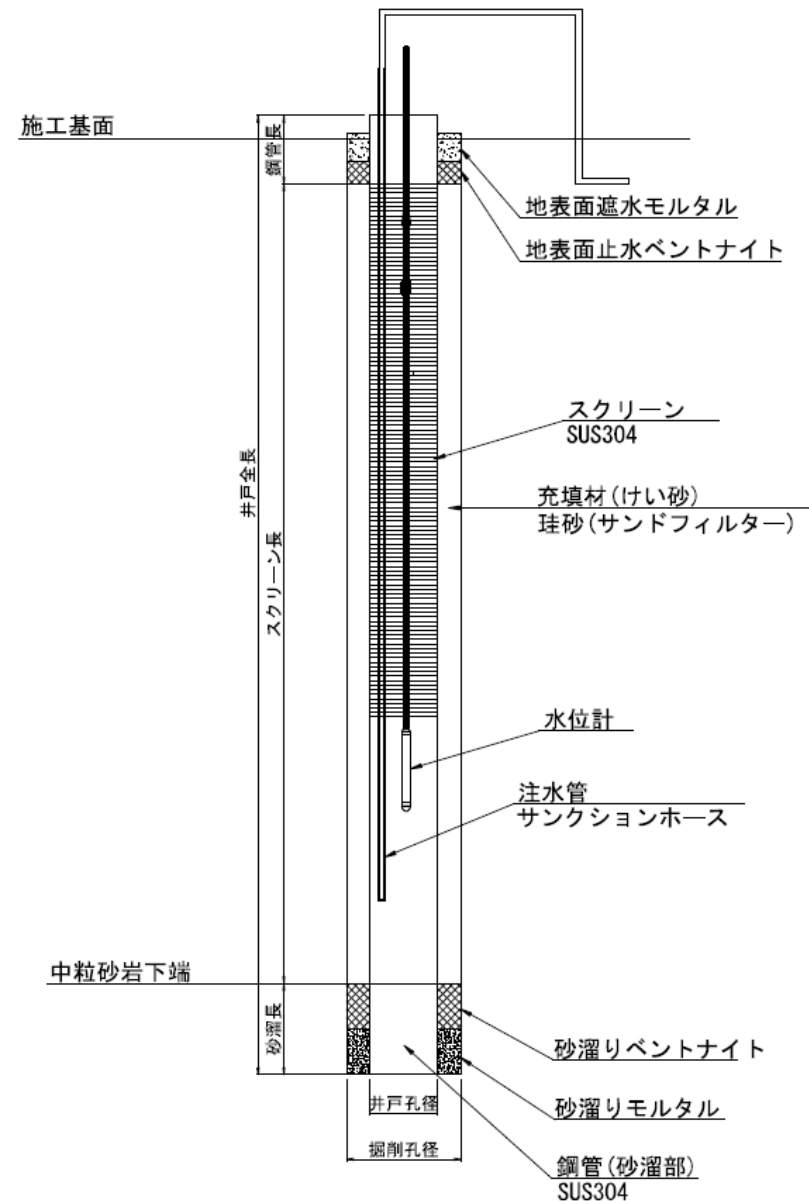 施工基面
鋼管長
地表面遮水モルタル
地表面止水ベントナイト
スクリーン
SUS304
井戸全長
充填材(けい砂)
珪砂(サンドフィルター)
スクリーン長
水位計
注水管
サンクションホース
中粒砂岩下端
砂溜長
砂溜りベントナイト
井戸孔径
砂溜りモルタル
掘削孔径
鋼管(砂溜部)
SUS304